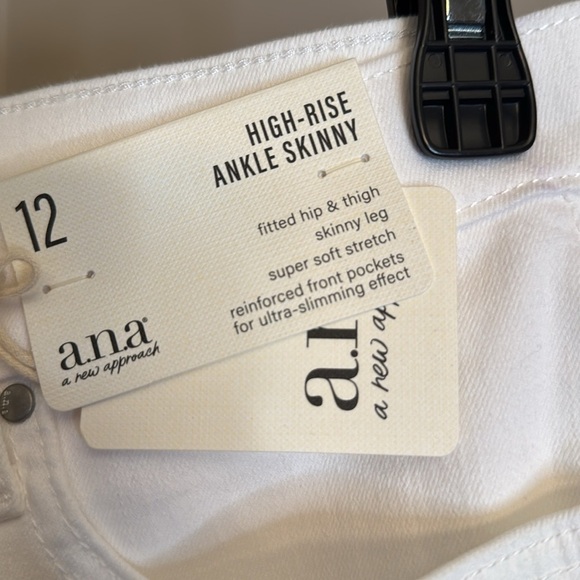 HIGH-RISE
ANKLE SKINNY
12
fitted hip & thigh
skinny leg
super soft stretch
reinforced front pockets
for ultra-slimming effect
a.n.a
a new approach
a.n
a new ap